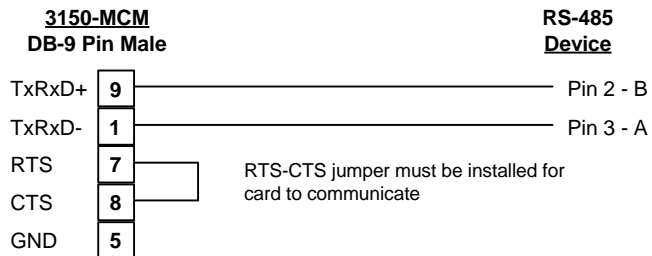 3150-MCM
DB-9 Pin Male
RS-485
Device
TxRxD+ 9 Pin 2 - B
TxRxD- 1 Pin 3 - A
RTS 7
RTS-CTS jumper must be installed for
card to communicate
CTS 8
GND 5